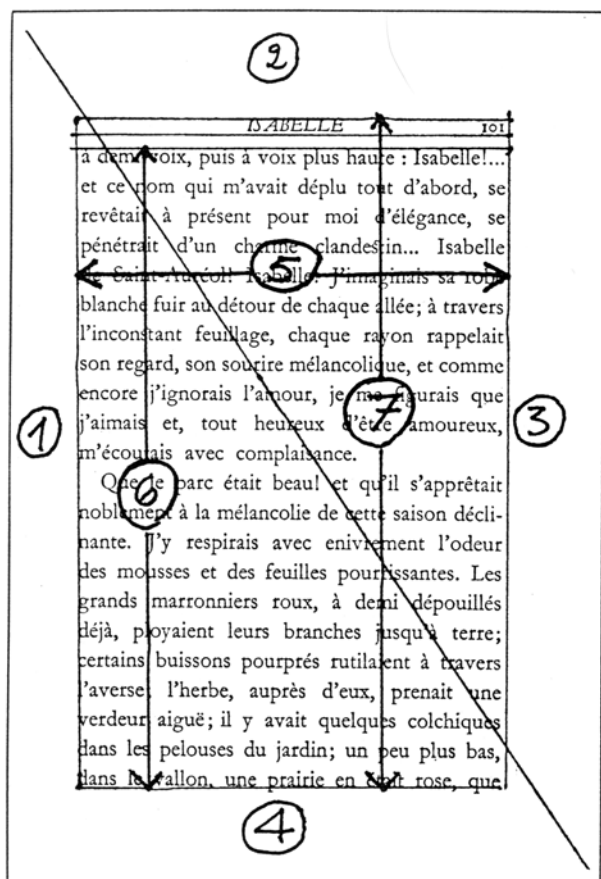 2
ISABELLE 101
à demi-voix, puis à voix plus haute : Isabelle!...
et ce nom qui m'avait déplu tout d'abord, se
revêtait à présent pour moi d'élégance, se
pénétrait d'un charme clandestin... Isabelle
de Saint-Auréol! Isabelle! J'imaginais sa robe
5
blanche fuir au détour de chaque allée; à travers
l'inconstant feuillage, chaque rayon rappelait
son regard, son sourire mélancolique, et comme
encore j'ignorais l'amour, je me figurais que
1 j'aimais et, tout heureux d'être amoureux, 3
7
m'écoutais avec complaisance.
Que le parc était beau! et qu'il s'apprêtait
6
noblement à la mélancolie de cette saison décli-
nante. J'y respirais avec enivrement l'odeur
des mousses et des feuilles pourrissantes. Les
grands marronniers roux, à demi dépouillés
déjà, ployaient leurs branches jusqu'à terre;
certains buissons pourprés rutilaient à travers
l'averse; l'herbe, auprès d'eux, prenait une
verdeur aiguë; il y avait quelques colchiques
dans les pelouses du jardin; un peu plus bas,
dans le vallon, une prairie en était rose, que
4